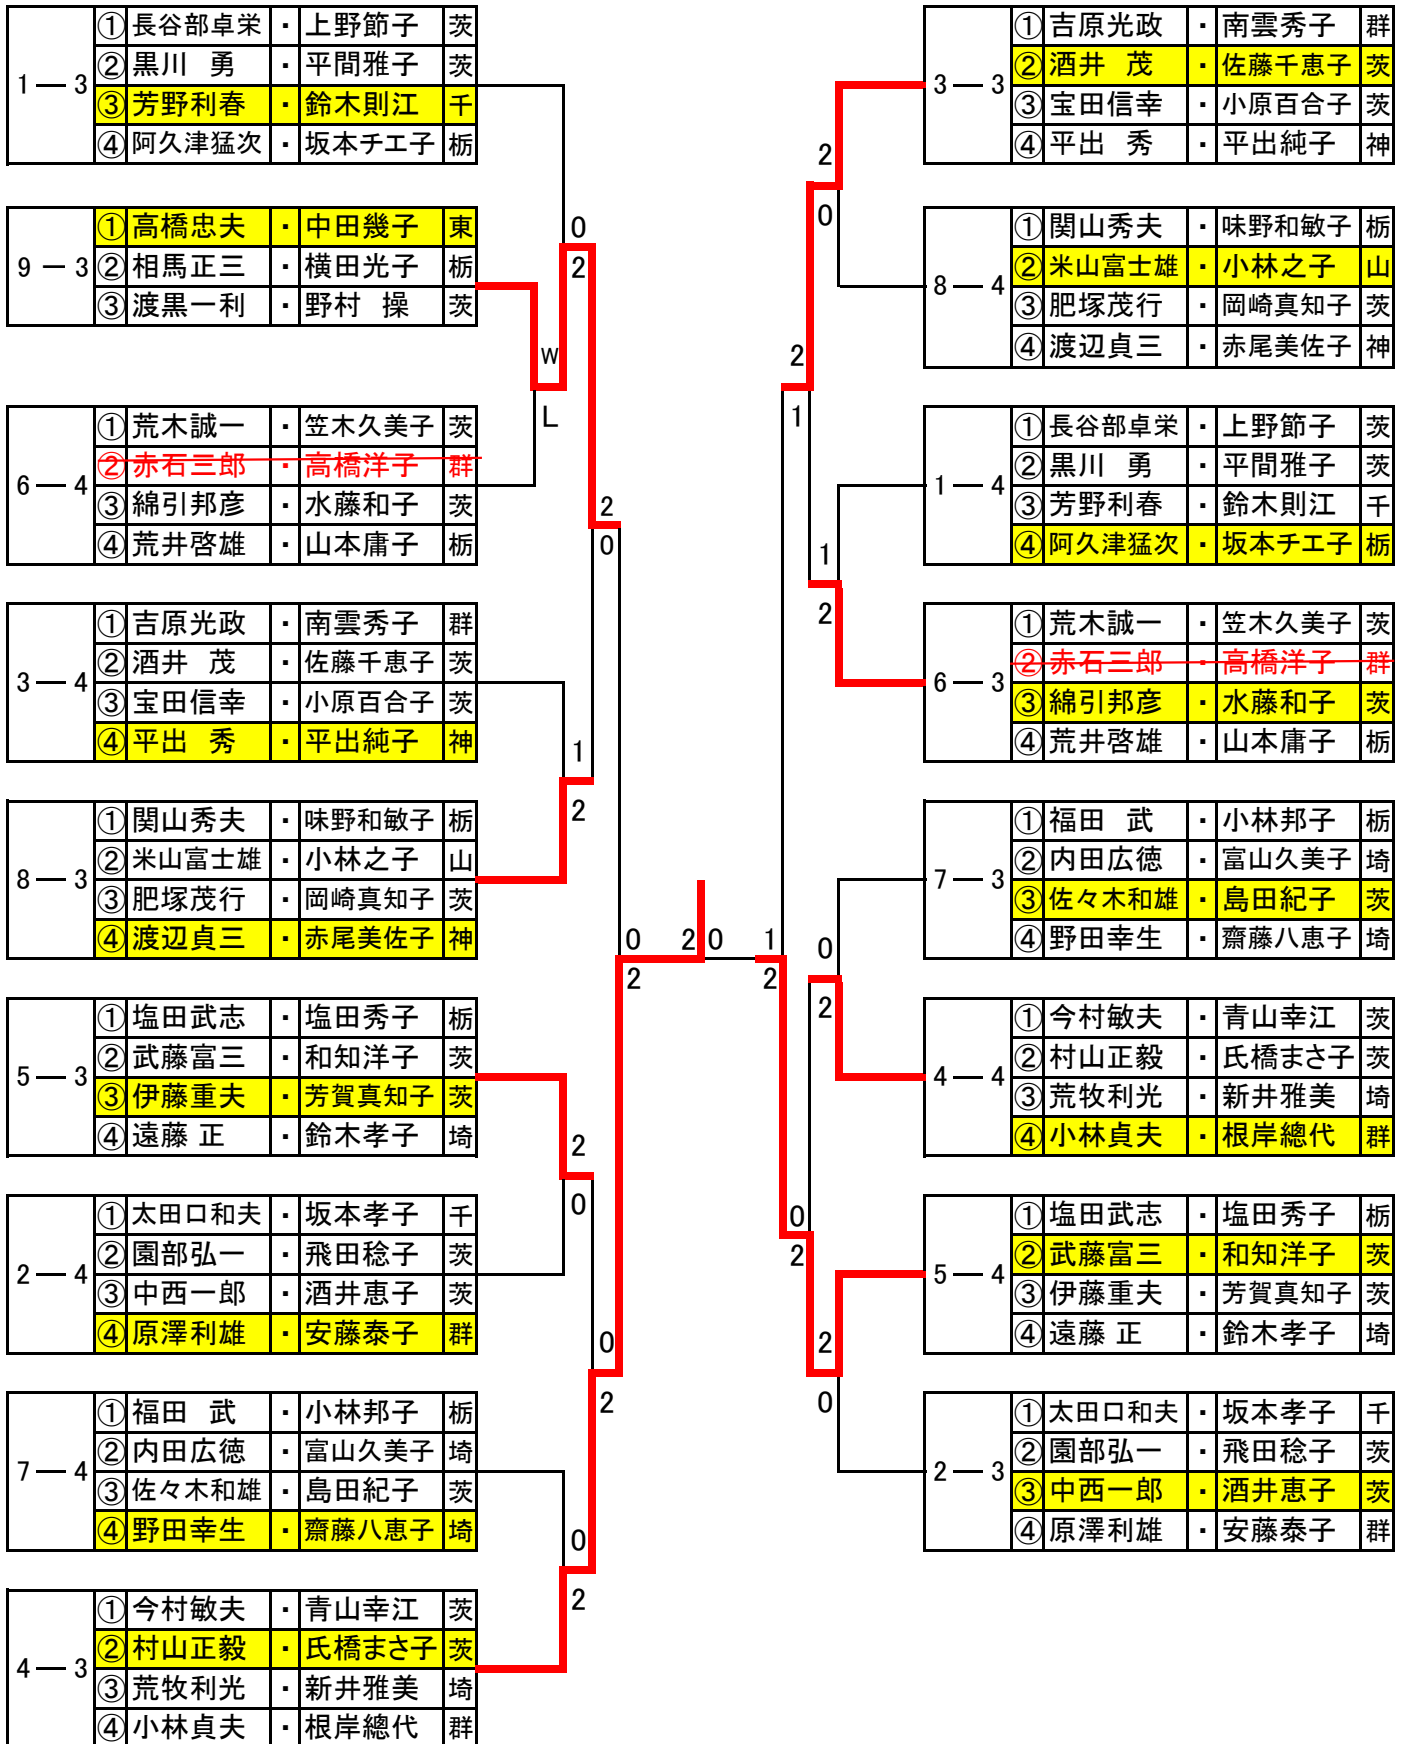 1 ― 3
① 長谷部卓栄 ・ 上野節子 茨
② 黒川 勇 ・ 平間雅子 茨
③ 芳野利春 ・ 鈴木則江 千
④ 阿久津猛次 ・ 坂本チエ子 栃
9 ― 3
① 高橋忠夫 ・ 中田幾子 東
② 相馬正三 ・ 横田光子 栃
③ 渡黒一利 ・ 野村 操 茨
6 ― 4
① 荒木誠一 ・ 笠木久美子 茨
② 赤石三郎 ・ 高橋洋子 群
③ 綿引邦彦 ・ 水藤和子 茨
④ 荒井啓雄 ・ 山本庸子 栃
3 ― 4
① 吉原光政 ・ 南雲秀子 群
② 酒井 茂 ・ 佐藤千恵子 茨
③ 宝田信幸 ・ 小原百合子 茨
④ 平出 秀 ・ 平出純子 神
8 ― 3
① 関山秀夫 ・ 味野和敏子 栃
② 米山富士雄 ・ 小林之子 山
③ 肥塚茂行 ・ 岡崎真知子 茨
④ 渡辺貞三 ・ 赤尾美佐子 神
5 ― 3
① 塩田武志 ・ 塩田秀子 栃
② 武藤富三 ・ 和知洋子 茨
③ 伊藤重夫 ・ 芳賀真知子 茨
④ 遠藤 正 ・ 鈴木孝子 埼
2 ― 4
① 太田口和夫 ・ 坂本孝子 千
② 園部弘一 ・ 飛田稔子 茨
③ 中西一郎 ・ 酒井恵子 茨
④ 原澤利雄 ・ 安藤泰子 群
7 ― 4
① 福田 武 ・ 小林邦子 栃
② 内田広徳 ・ 富山久美子 埼
③ 佐々木和雄 ・ 島田紀子 茨
④ 野田幸生 ・ 齋藤八恵子 埼
4 ― 3
① 今村敏夫 ・ 青山幸江 茨
② 村山正毅 ・ 氏橋まさ子 茨
③ 荒牧利光 ・ 新井雅美 埼
④ 小林貞夫 ・ 根岸總代 群
0
2
W
L
2
0
1
2
0
2
2
0
0
2
0
2
2 0
1
2
2
0
2
1
1
2
0
2
0
2
2
0
3 ― 3
① 吉原光政 ・ 南雲秀子 群
② 酒井 茂 ・ 佐藤千恵子 茨
③ 宝田信幸 ・ 小原百合子 茨
④ 平出 秀 ・ 平出純子 神
8 ― 4
① 関山秀夫 ・ 味野和敏子 栃
② 米山富士雄 ・ 小林之子 山
③ 肥塚茂行 ・ 岡崎真知子 茨
④ 渡辺貞三 ・ 赤尾美佐子 神
1 ― 4
① 長谷部卓栄 ・ 上野節子 茨
② 黒川 勇 ・ 平間雅子 茨
③ 芳野利春 ・ 鈴木則江 千
④ 阿久津猛次 ・ 坂本チエ子 栃
6 ― 3
① 荒木誠一 ・ 笠木久美子 茨
② 赤石三郎 ・ 高橋洋子 群
③ 綿引邦彦 ・ 水藤和子 茨
④ 荒井啓雄 ・ 山本庸子 栃
7 ― 3
① 福田 武 ・ 小林邦子 栃
② 内田広徳 ・ 富山久美子 埼
③ 佐々木和雄 ・ 島田紀子 茨
④ 野田幸生 ・ 齋藤八恵子 埼
4 ― 4
① 今村敏夫 ・ 青山幸江 茨
② 村山正毅 ・ 氏橋まさ子 茨
③ 荒牧利光 ・ 新井雅美 埼
④ 小林貞夫 ・ 根岸總代 群
5 ― 4
① 塩田武志 ・ 塩田秀子 栃
② 武藤富三 ・ 和知洋子 茨
③ 伊藤重夫 ・ 芳賀真知子 茨
④ 遠藤 正 ・ 鈴木孝子 埼
2 ― 3
① 太田口和夫 ・ 坂本孝子 千
② 園部弘一 ・ 飛田稔子 茨
③ 中西一郎 ・ 酒井恵子 茨
④ 原澤利雄 ・ 安藤泰子 群